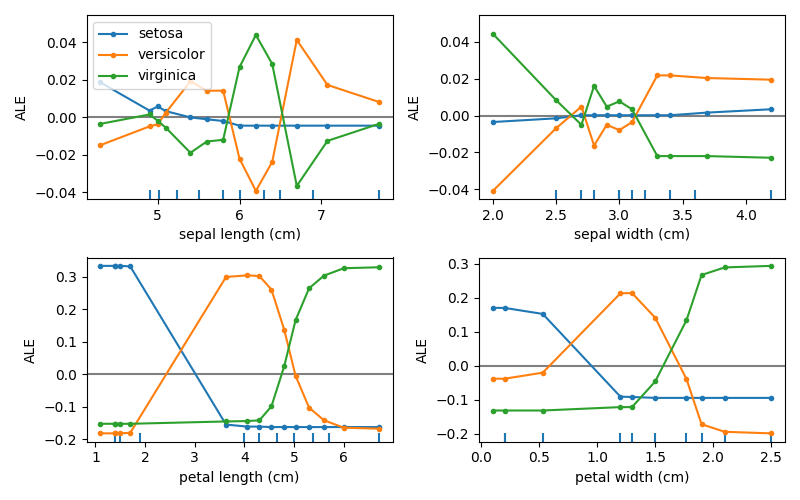 setosa
versicolor
virginica
ALE
0.04
0.02
0.00
−0.02
−0.04
5 6 7
sepal length (cm)
ALE
0.04
0.02
0.00
−0.02
−0.04
2.0 2.5 3.0 3.5 4.0
sepal width (cm)
ALE
0.3
0.2
0.1
0.0
−0.1
−0.2
1 2 3 4 5 6
petal length (cm)
ALE
0.3
0.2
0.1
0.0
−0.1
−0.2
0.0 0.5 1.0 1.5 2.0 2.5
petal width (cm)